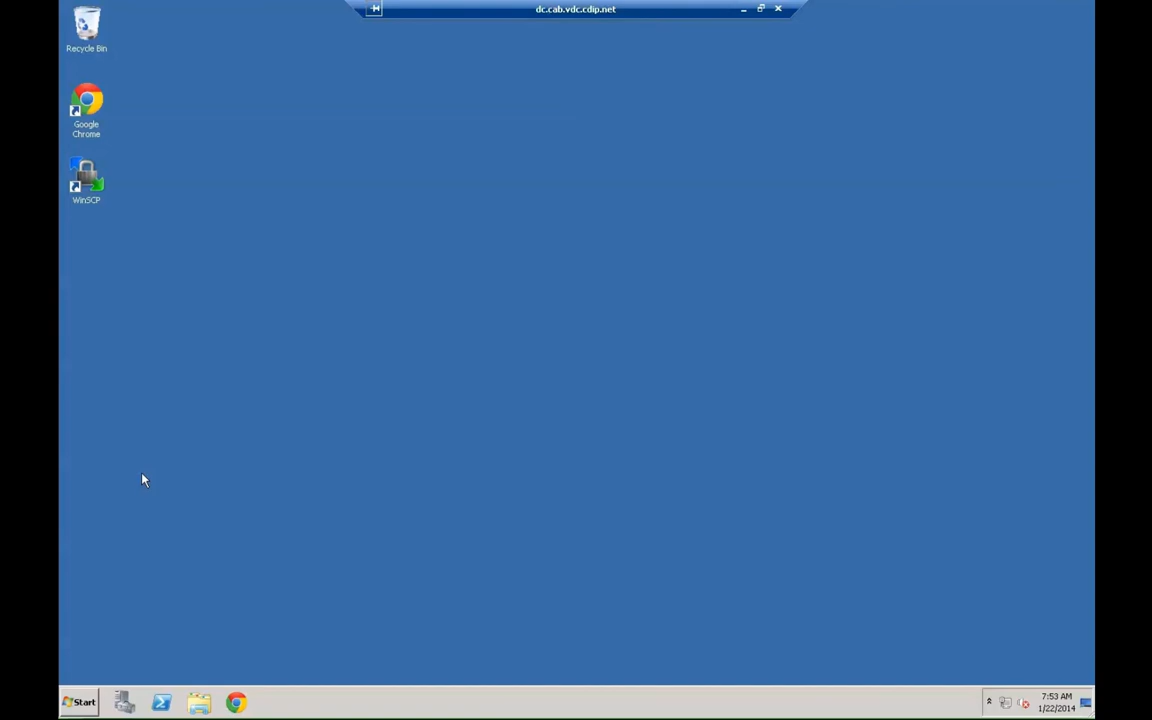 dc.cab.vdc.cdip.net
Recycle Bin
Google
Chrome
WinSCP
Start
7:53 AM
1/22/2014